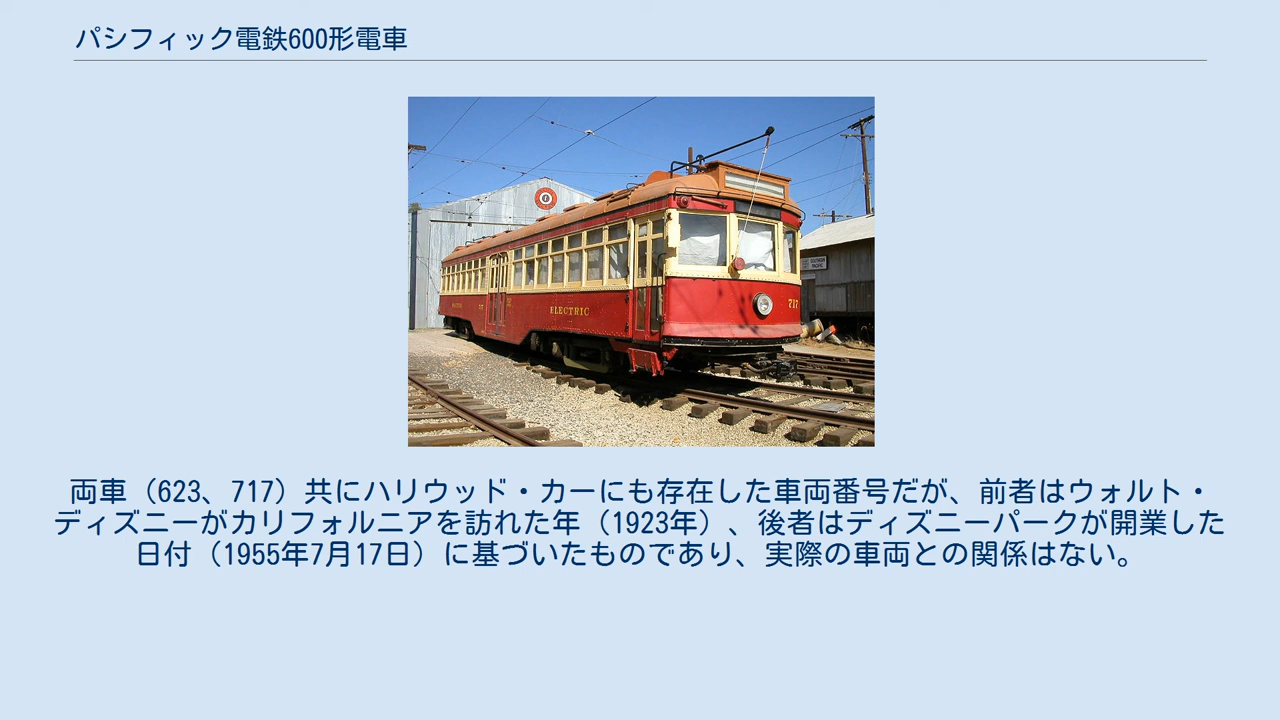 パシフィック電鉄600形電車
ELECTRIC
717
SOUTHERN
PACIFIC
両車（623、717）共にハリウッド・カーにも存在した車両番号だが、前者はウォルト・
ディズニーがカリフォルニアを訪れた年（1923年）、後者はディズニーパークが開業した
日付（1955年7月17日）に基づいたものであり、実際の車両との関係はない。